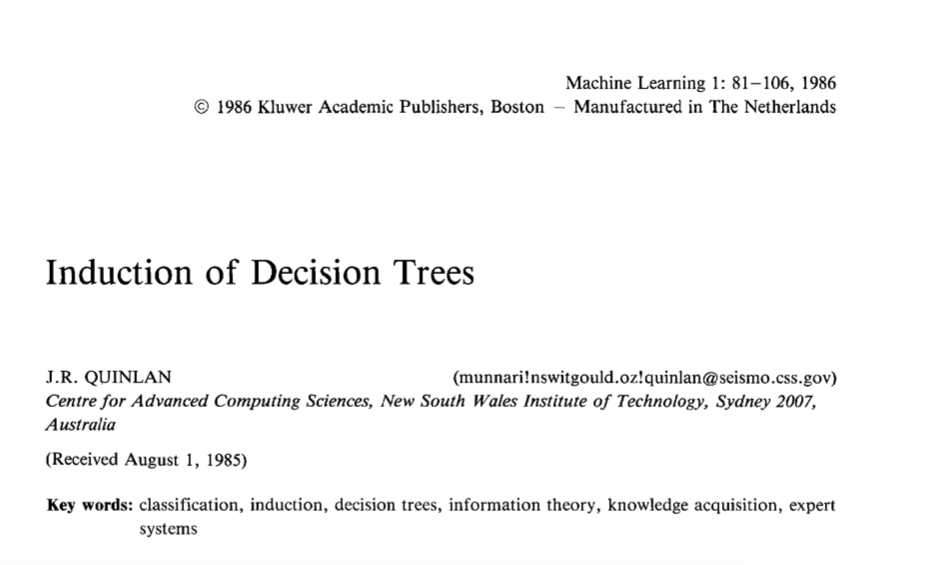 Machine Learning 1: 81–106, 1986
© 1986 Kluwer Academic Publishers, Boston – Manufactured in The Netherlands
Induction of Decision Trees
J.R. QUINLAN (munnari!nswitgould.oz!quinlan@seismo.css.gov)
Centre for Advanced Computing Sciences, New South Wales Institute of Technology, Sydney 2007,
Australia
(Received August 1, 1985)
Key words: classification, induction, decision trees, information theory, knowledge acquisition, expert
systems